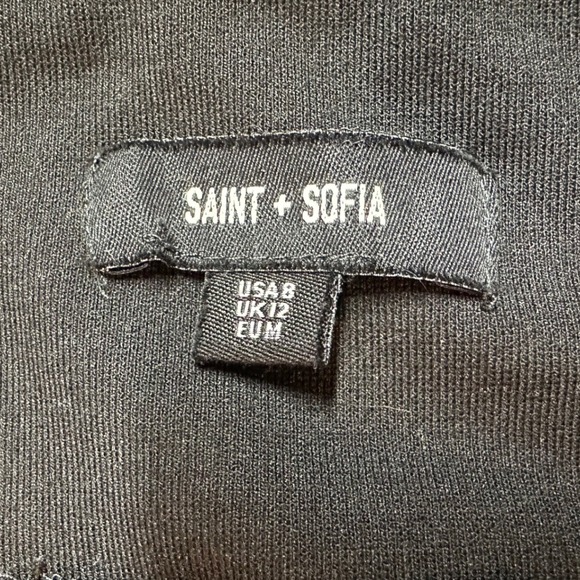 SAINT + SOFIA
USA 8
UK 12
EU M